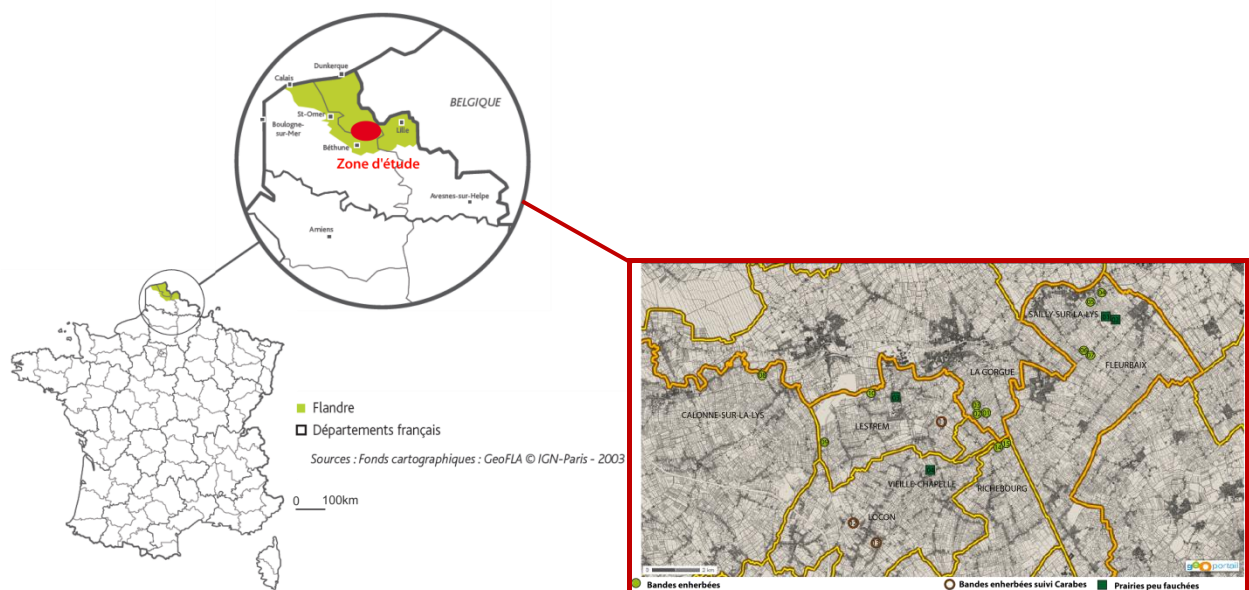 Dunkerque
Calais
BELGIQUE
St-Omer
Boulogne-
sur-Mer
Lille
Béthune
Zone d'étude
Avesnes-sur-Helpe
Amiens
Flandre
Départements français
Sources : Fonds cartographiques : GeoFLA © IGN-Paris - 2003
0 100km
SAILLY-SUR-LA-LYS
FLEURBAIX
LA GORGUE
CALONNE-SUR-LA-LYS
LESTREM
VIEILLE-CHAPELLE
RICHEBOURG
LOCON
0 2 km
geoportail
Bandes enherbées
Bandes enherbées suivi Carabes
Prairies peu fauchées